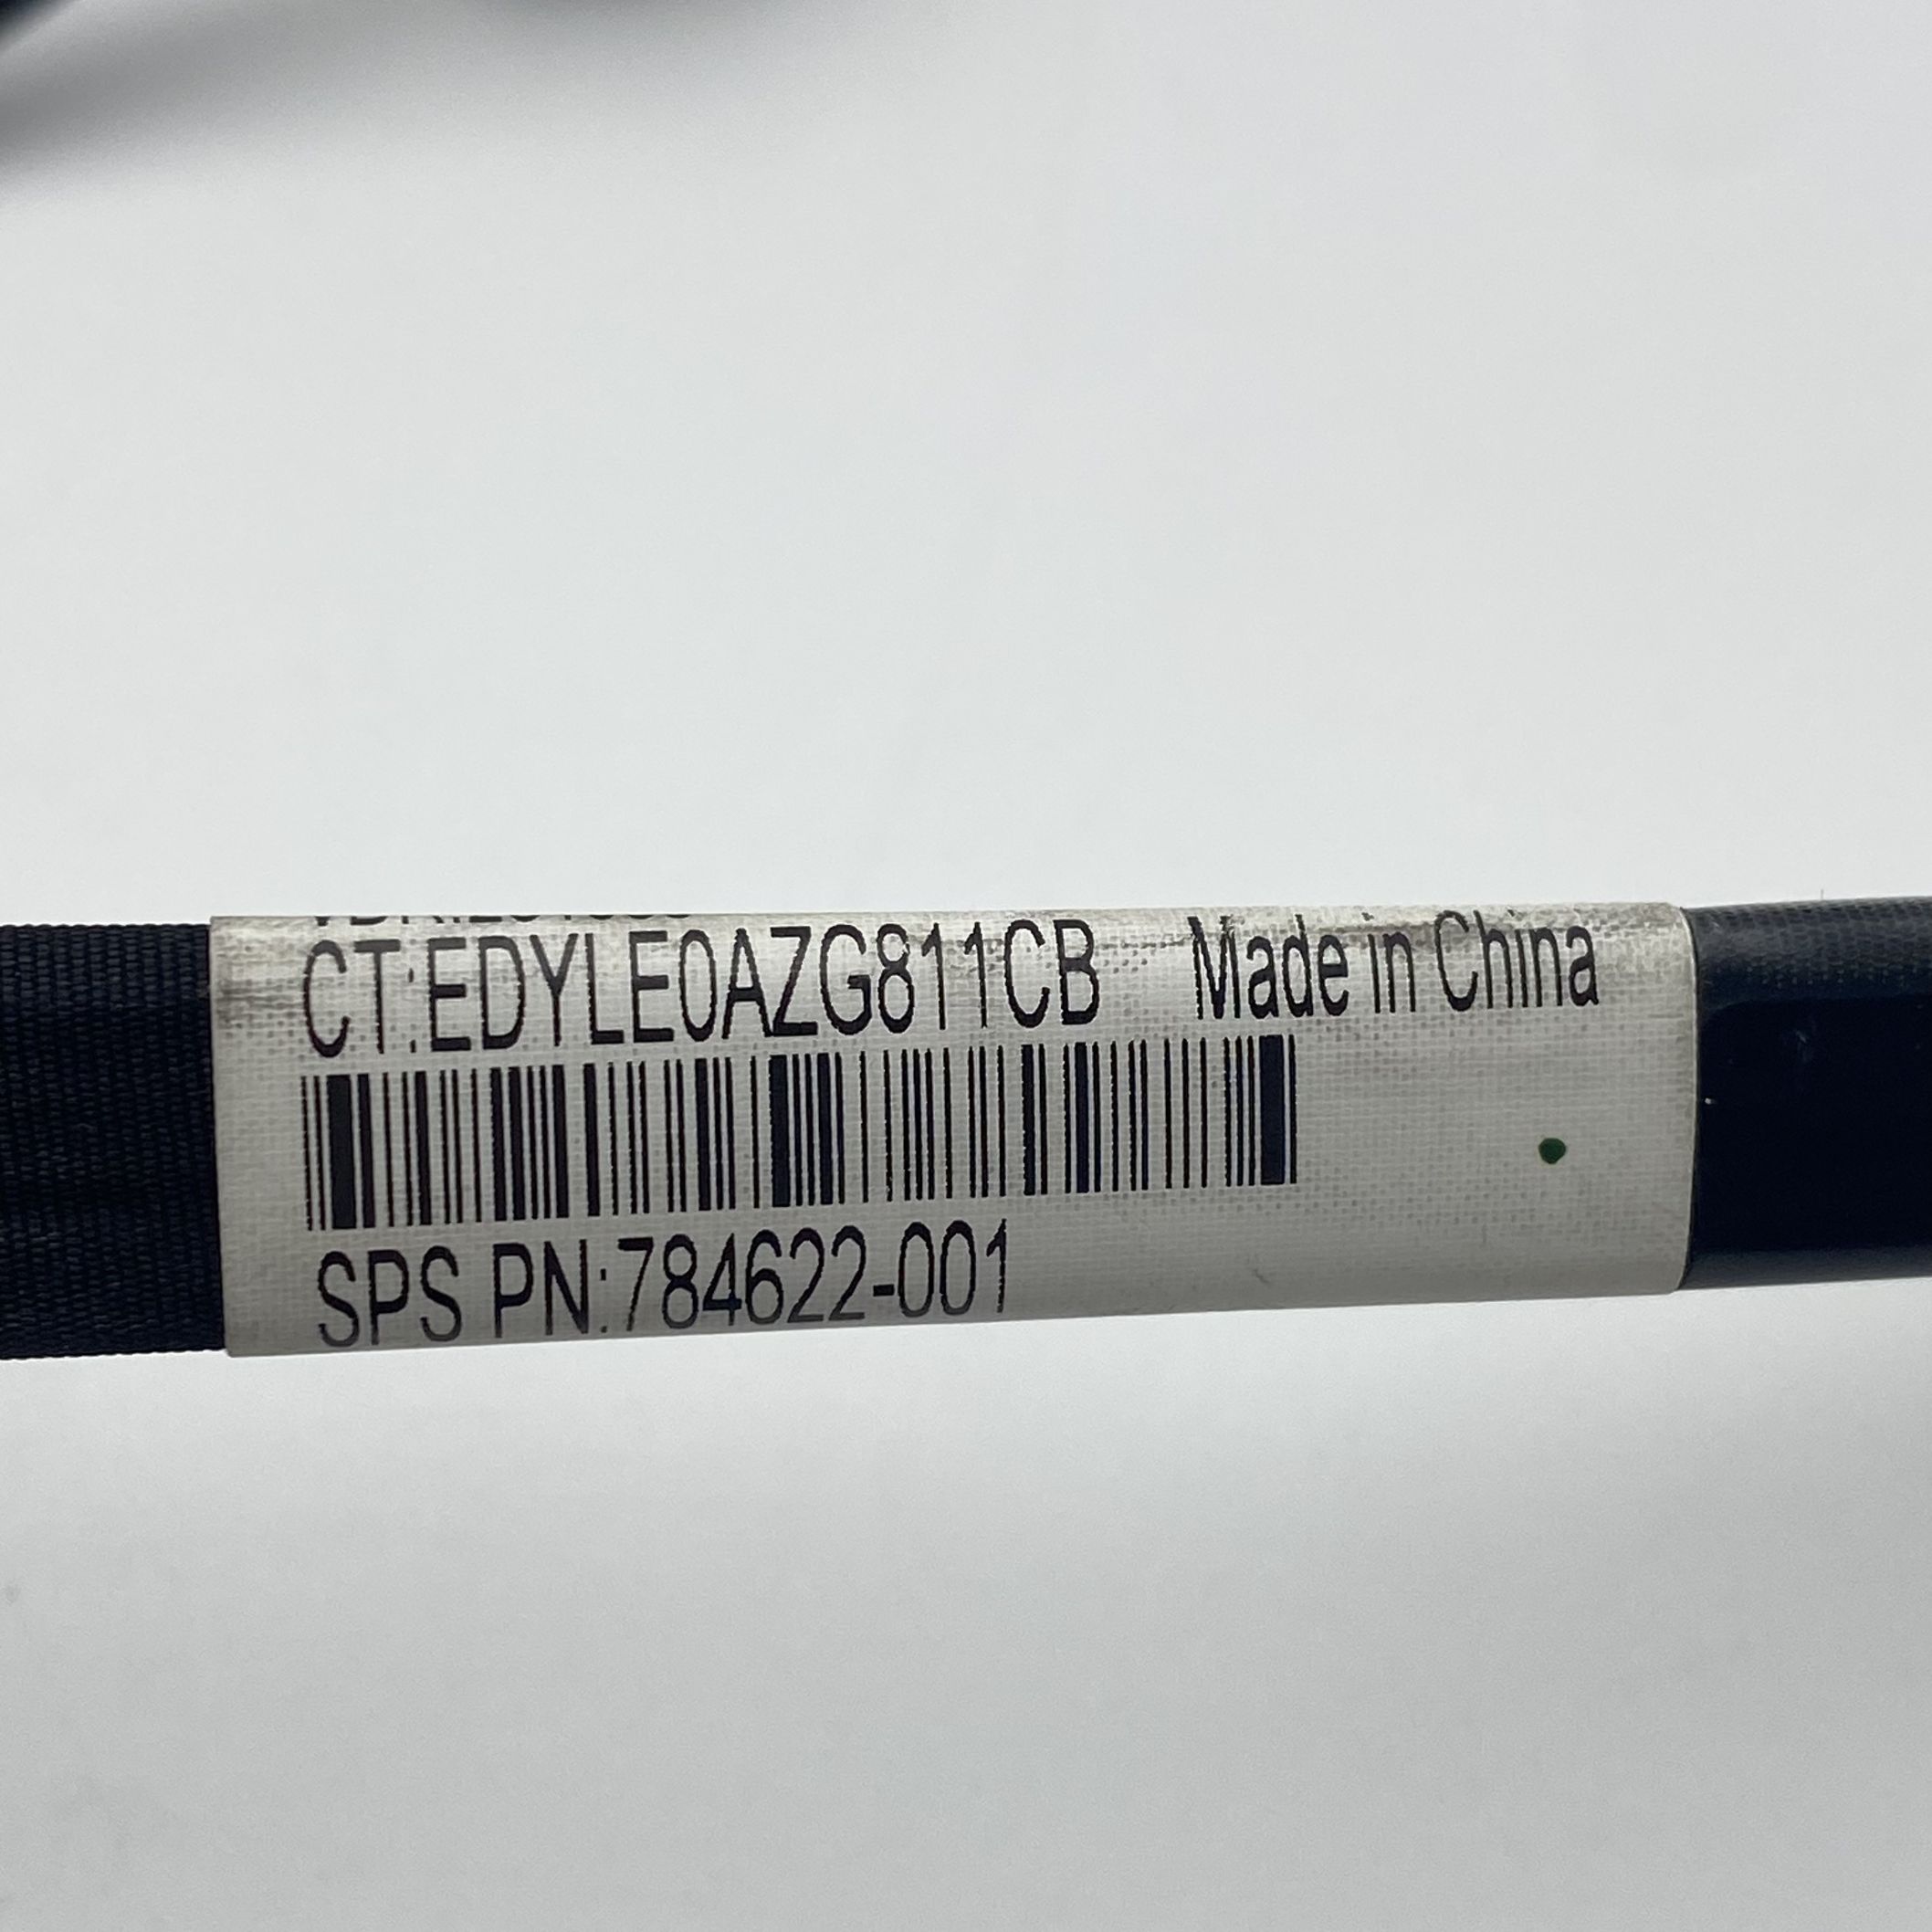 CT:EDYLE0AZG811CB Made in China
SPS PN:784622-001